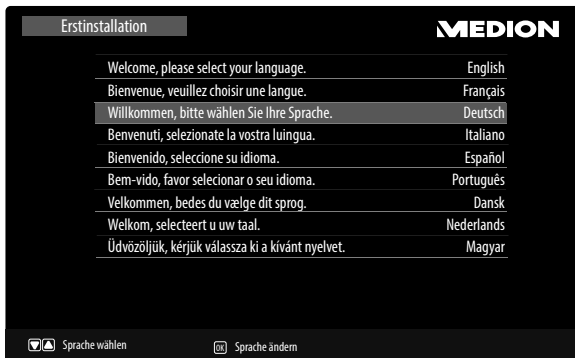 Erstinstallation
MEDION
Welcome, please select your language. English
Bienvenue, veuillez choisir une langue. Français
Willkommen, bitte wählen Sie Ihre Sprache. Deutsch
Benvenuti, selezionate la vostra luingua. Italiano
Bienvenido, seleccione su idioma. Español
Bem-vido, favor selecionar o seu idioma. Português
Velkommen, bedes du vælge dit sprog. Dansk
Welkom, selecteert u uw taal. Nederlands
Üdvözöljük, kérjük válassza ki a kívánt nyelvet. Magyar
Sprache wählen OK Sprache ändern